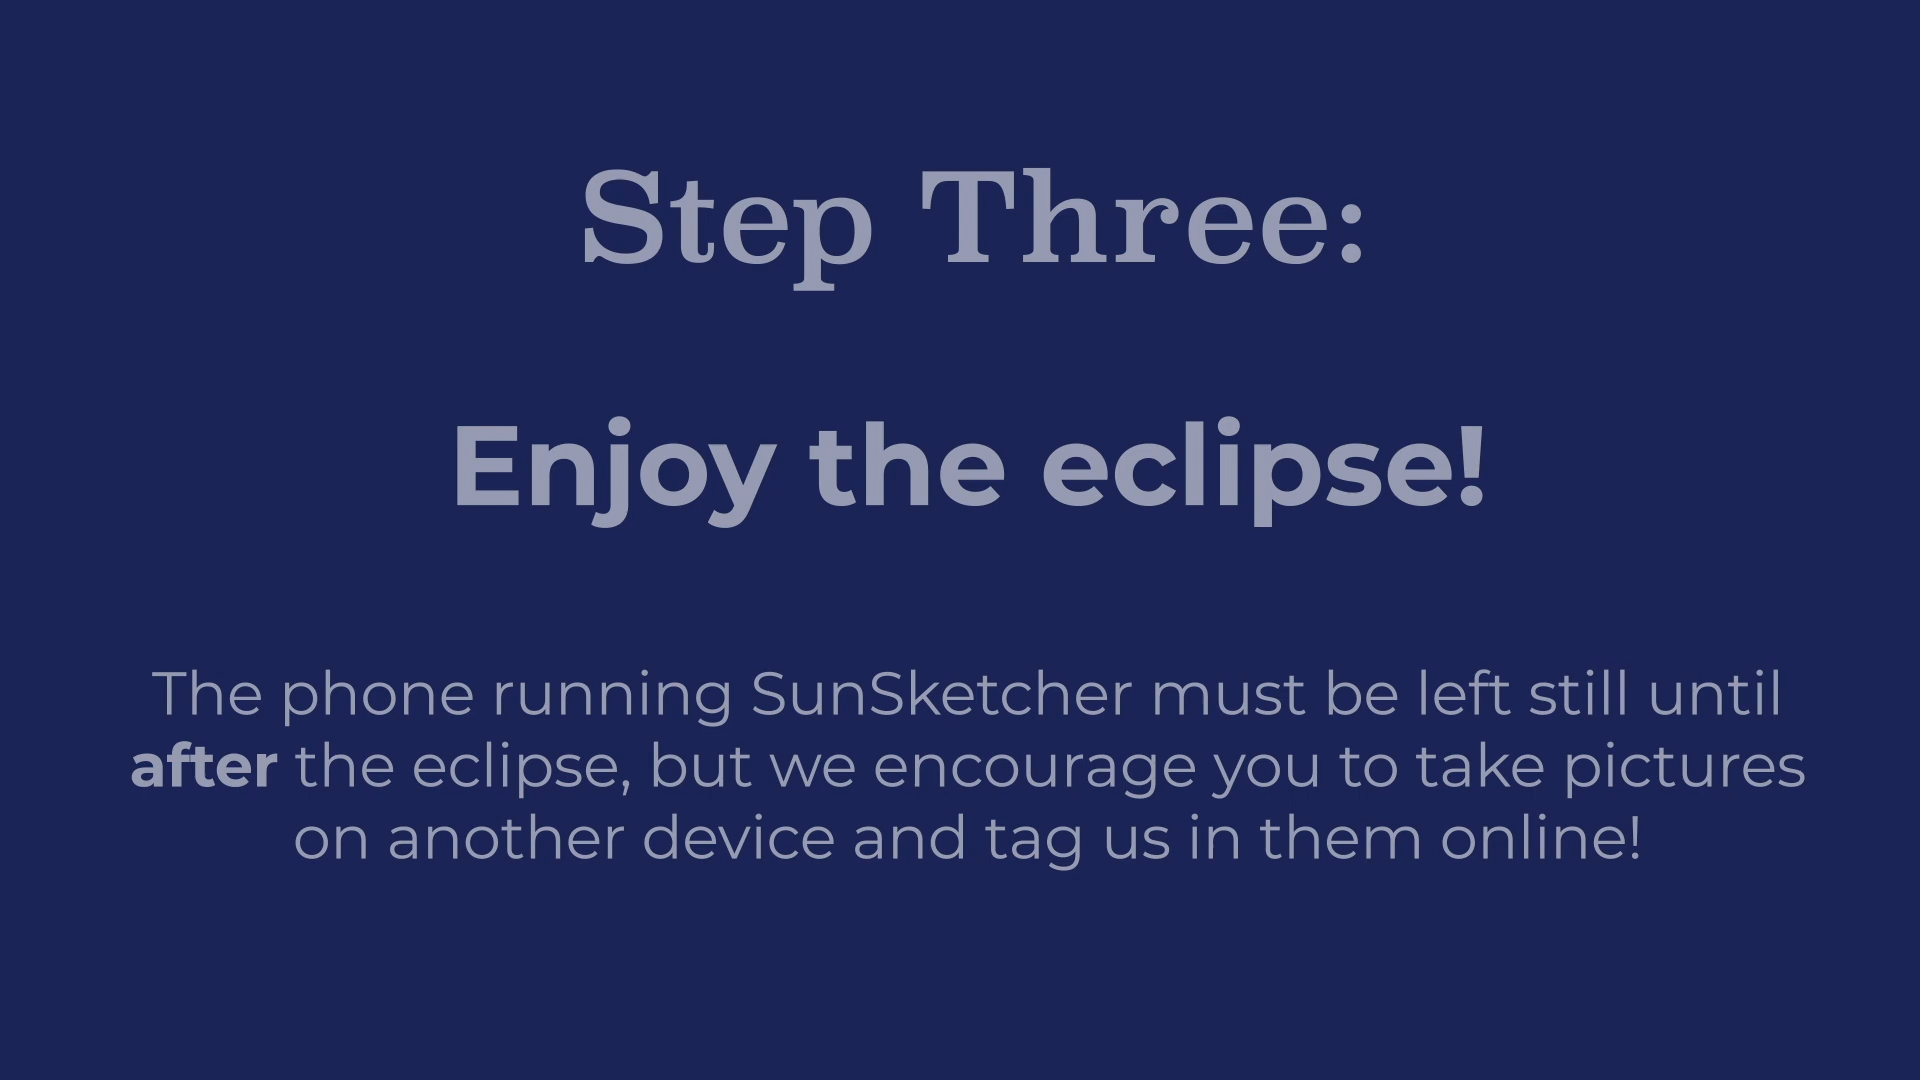 Step Three:
Enjoy the eclipse!
The phone running SunSketcher must be left still until
after the eclipse, but we encourage you to take pictures
on another device and tag us in them online!